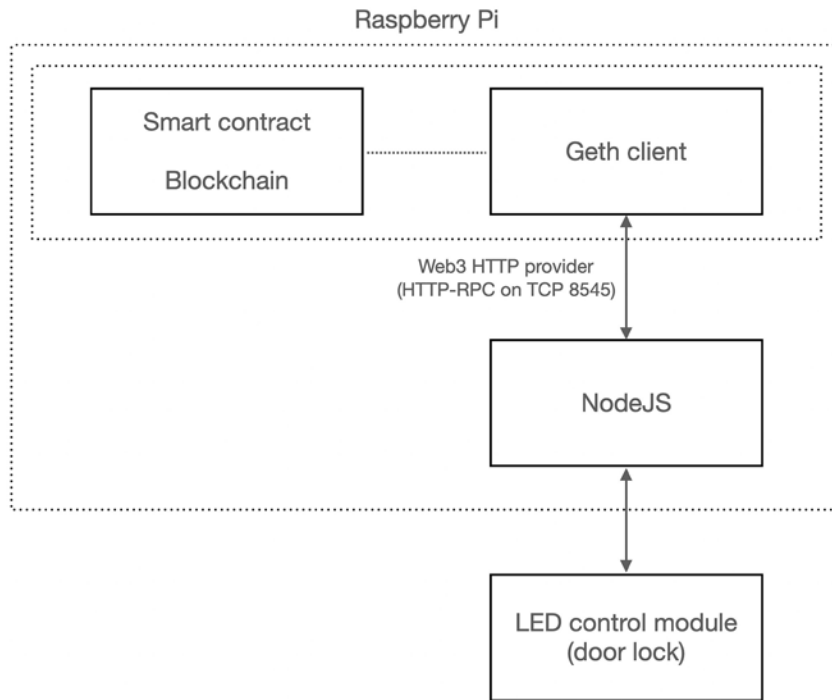 Raspberry Pi
Smart contract
Blockchain
Geth client
Web3 HTTP provider
(HTTP-RPC on TCP 8545)
NodeJS
LED control module
(door lock)